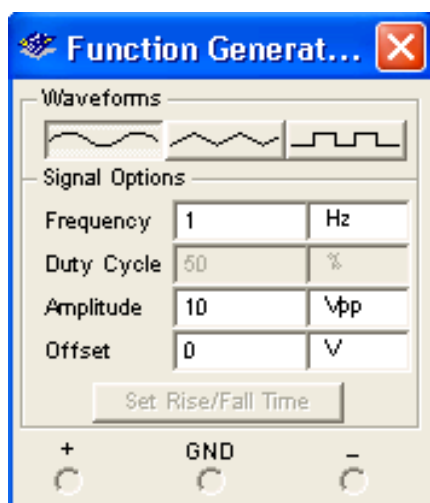 Function Generat...
Waveforms
Signal Options
Frequency 1 Hz
Duty Cycle 50 %
Amplitude 10 Vpp
Offset 0 V
Set Rise/Fall Time
+ GND −